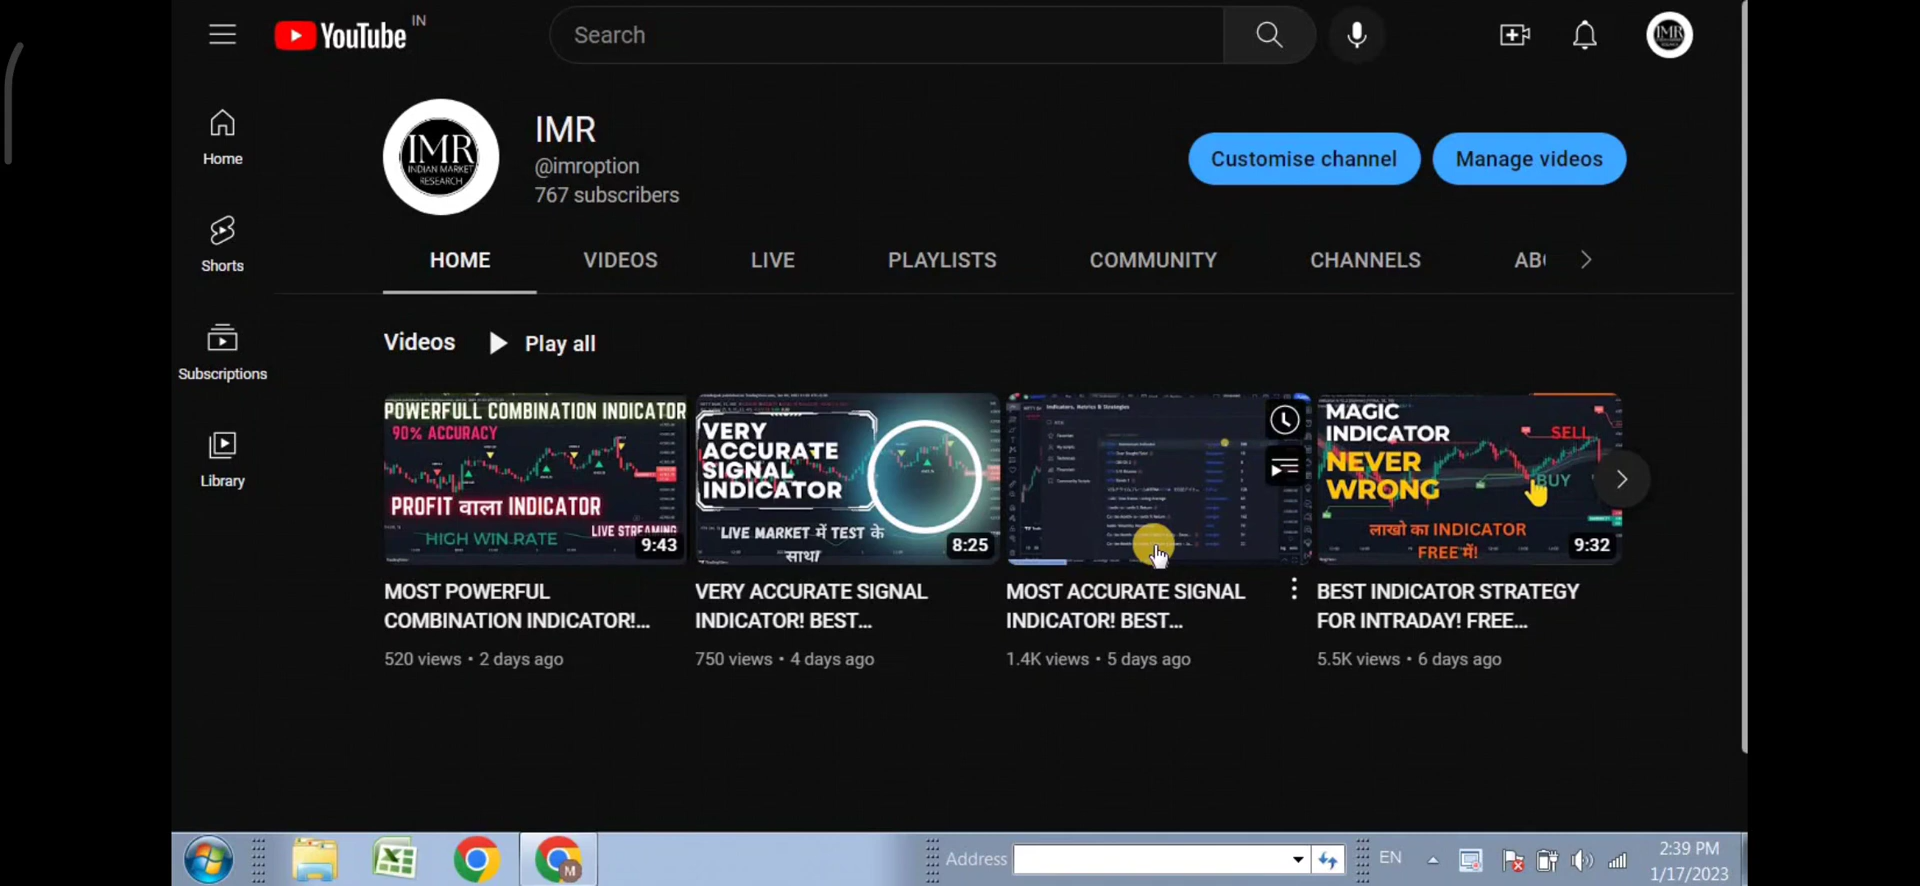 YouTube IN
Search
IMR
INDIAN MARKET
RESEARCH
IMR
@imroption
767 subscribers
Customise channel
Manage videos
Home
Shorts
Subscriptions
Library
HOME VIDEOS LIVE PLAYLISTS COMMUNITY CHANNELS
Videos Play all
POWERFULL COMBINATION INDICATOR
90% ACCURACY
PROFIT वाला INDICATOR
LIVE STREAMING
HIGH WIN RATE
9:43
VERY
ACCURATE
SIGNAL
INDICATOR
LIVE MARKET में TEST के
साथ!
8:25
Indicators, Metrics & Strategies
MAGIC
INDICATOR
NEVER
WRONG
SELL
BUY
लाखो का INDICATOR
FREE में!
9:32
MOST POWERFUL
COMBINATION INDICATOR!...
520 views • 2 days ago
VERY ACCURATE SIGNAL
INDICATOR! BEST...
750 views • 4 days ago
MOST ACCURATE SIGNAL
INDICATOR! BEST...
1.4K views • 5 days ago
BEST INDICATOR STRATEGY
FOR INTRADAY! FREE...
5.5K views • 6 days ago
Address
EN
2:39 PM
1/17/2023